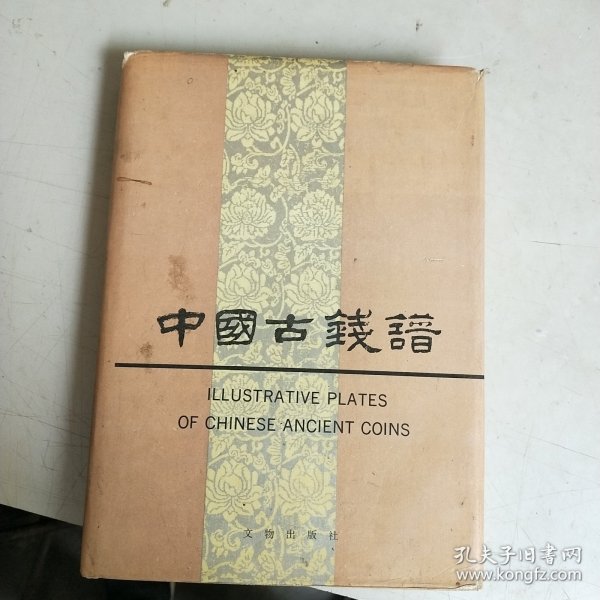 中國古錢譜
ILLUSTRATIVE PLATES
OF CHINESE ANCIENT COINS
文物出版社
孔夫子旧书网
www.kongfz.com